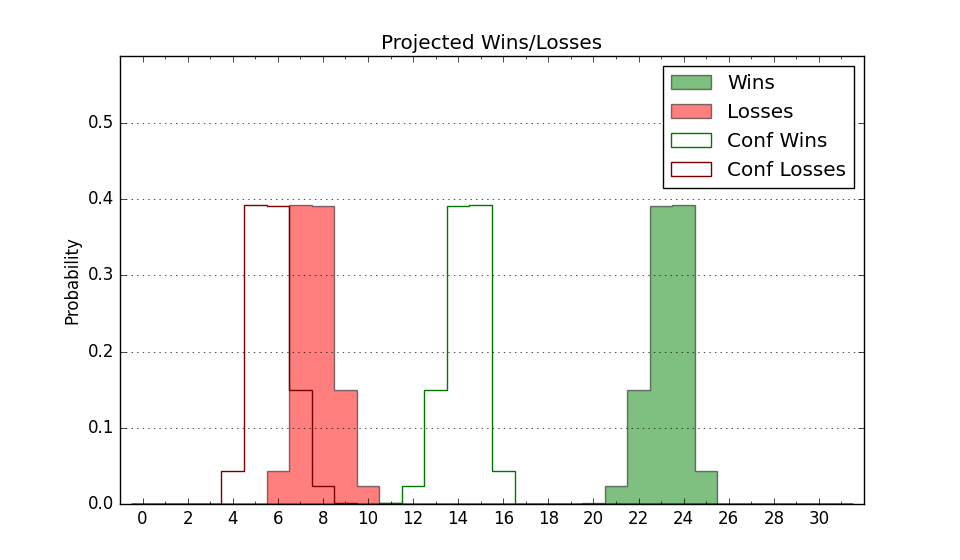 Projected Wins/Losses
Wins
Losses
Conf Wins
Conf Losses
Probability
0.5
0.4
0.3
0.2
0.1
0.0
0 2 4 6 8 10 12 14 16 18 20 22 24 26 28 30